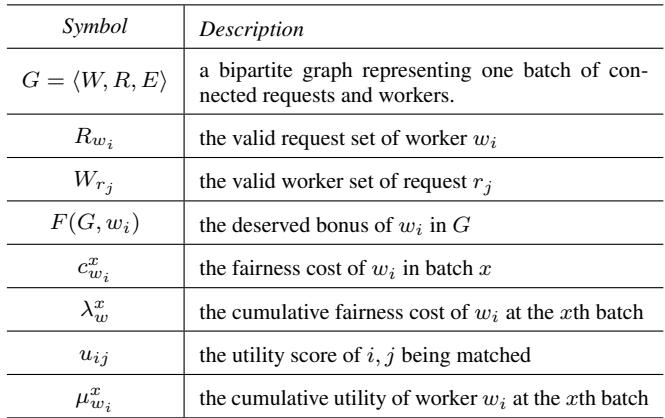 Symbol Description
G = ⟨W, R, E⟩ a bipartite graph representing one batch of con-
nected requests and workers.
R_{w_i} the valid request set of worker w_i
W_{r_j} the valid worker set of request r_j
F(G, w_i) the deserved bonus of w_i in G
c^x_{w_i} the fairness cost of w_i in batch x
λ^x_w the cumulative fairness cost of w_i at the xth batch
u_{ij} the utility score of i, j being matched
μ^x_{w_i} the cumulative utility of worker w_i at the xth batch